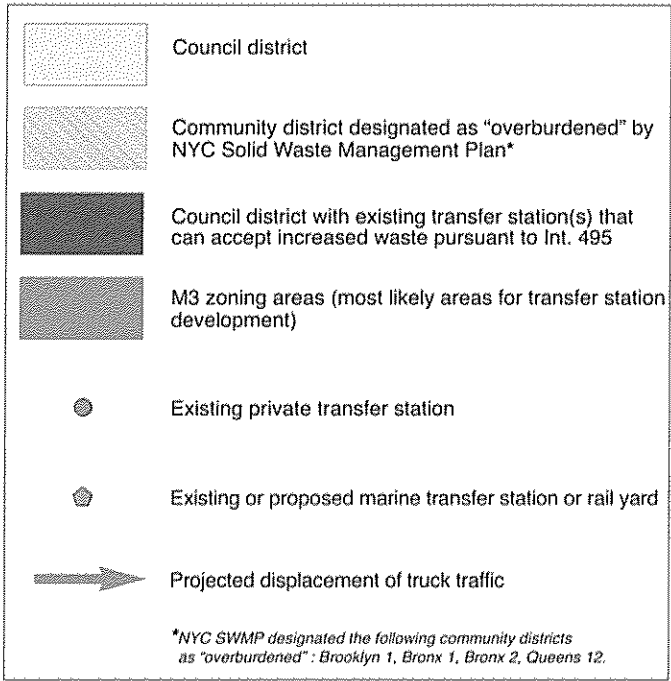 Council district
Community district designated as "overburdened" by
NYC Solid Waste Management Plan*
Council district with existing transfer station(s) that
can accept increased waste pursuant to Int. 495
M3 zoning areas (most likely areas for transfer station
development)
Existing private transfer station
Existing or proposed marine transfer station or rail yard
Projected displacement of truck traffic
*NYC SWMP designated the following community districts
as "overburdened" : Brooklyn 1, Bronx 1, Bronx 2, Queens 12.